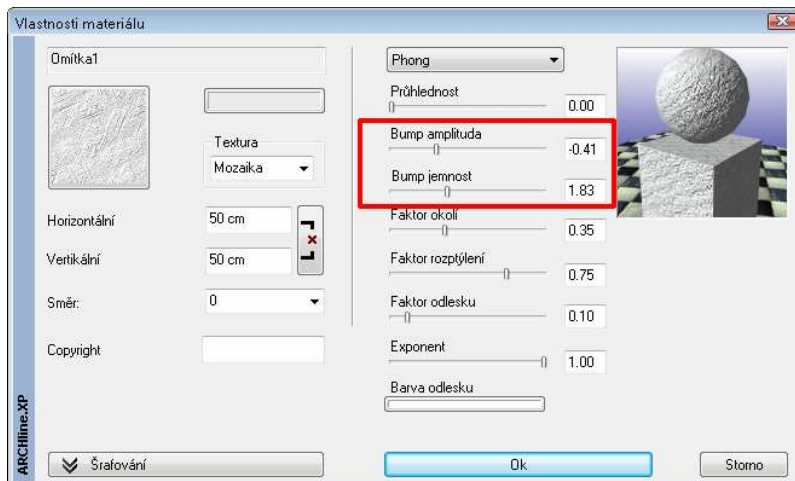 Vlastnosti materiálu
Omítka1
Textura
Mozaika
Horizontální
50 cm
Vertikální
50 cm
Směr:
0
Copyright
Šrafování
Phong
Průhlednost
0.00
Bump amplituda
-0.41
Bump jemnost
1.83
Faktor okolí
0.35
Faktor rozptýlení
0.75
Faktor odlesku
0.10
Exponent
1.00
Barva odlesku
Ok
Storno
ARCHline.XP